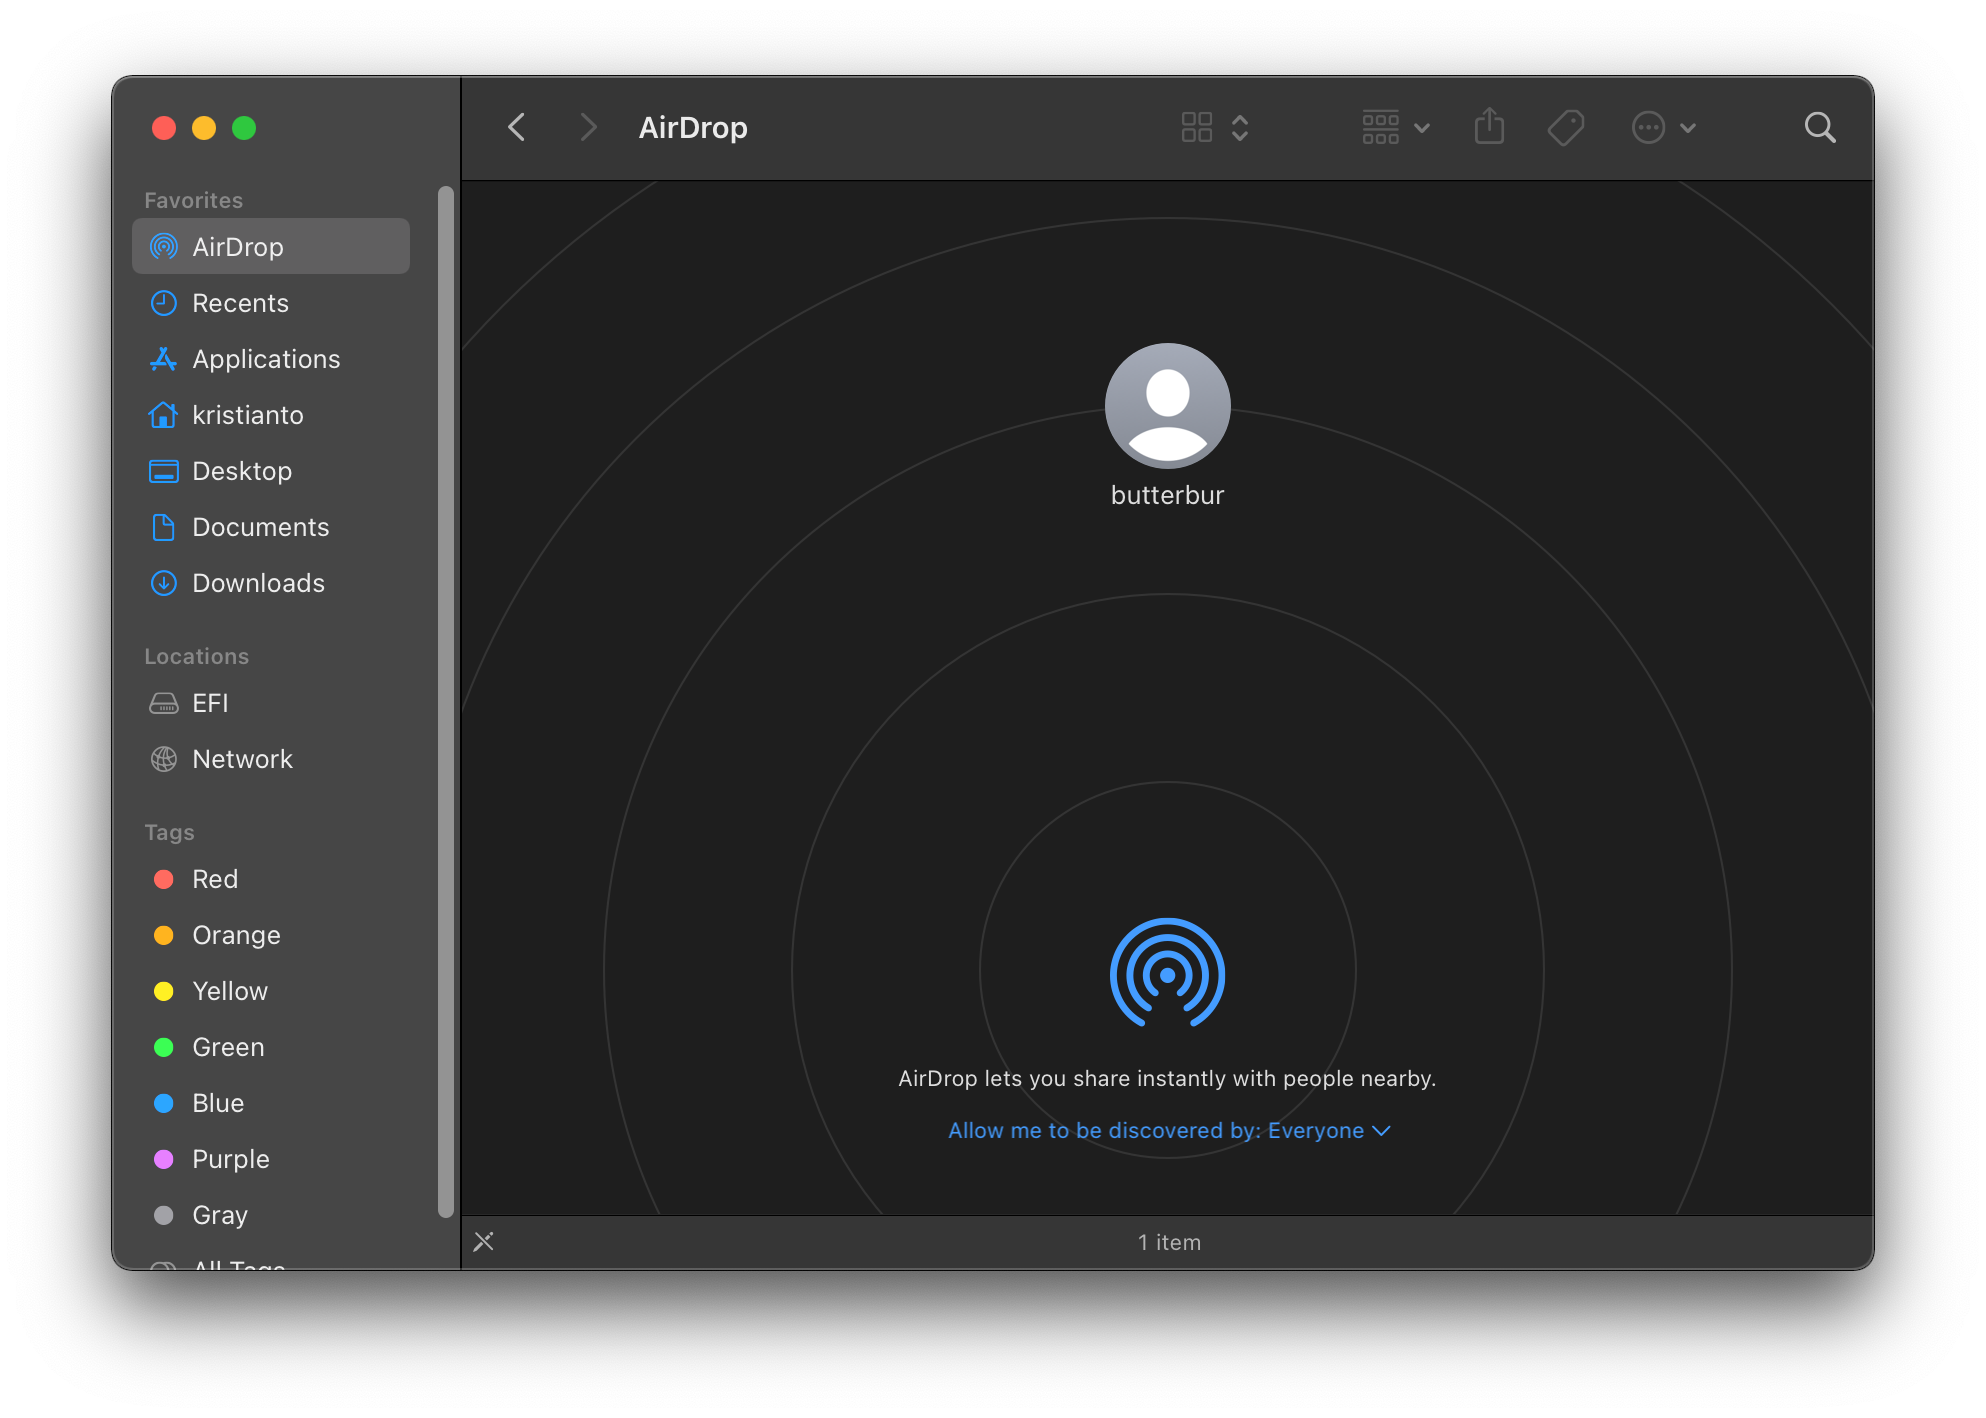 AirDrop
Favorites
AirDrop
Recents
Applications
kristianto
Desktop
Documents
Downloads
Locations
EFI
Network
Tags
Red
Orange
Yellow
Green
Blue
Purple
Gray
All Tags
butterbur
AirDrop lets you share instantly with people nearby.
Allow me to be discovered by: Everyone
1 item